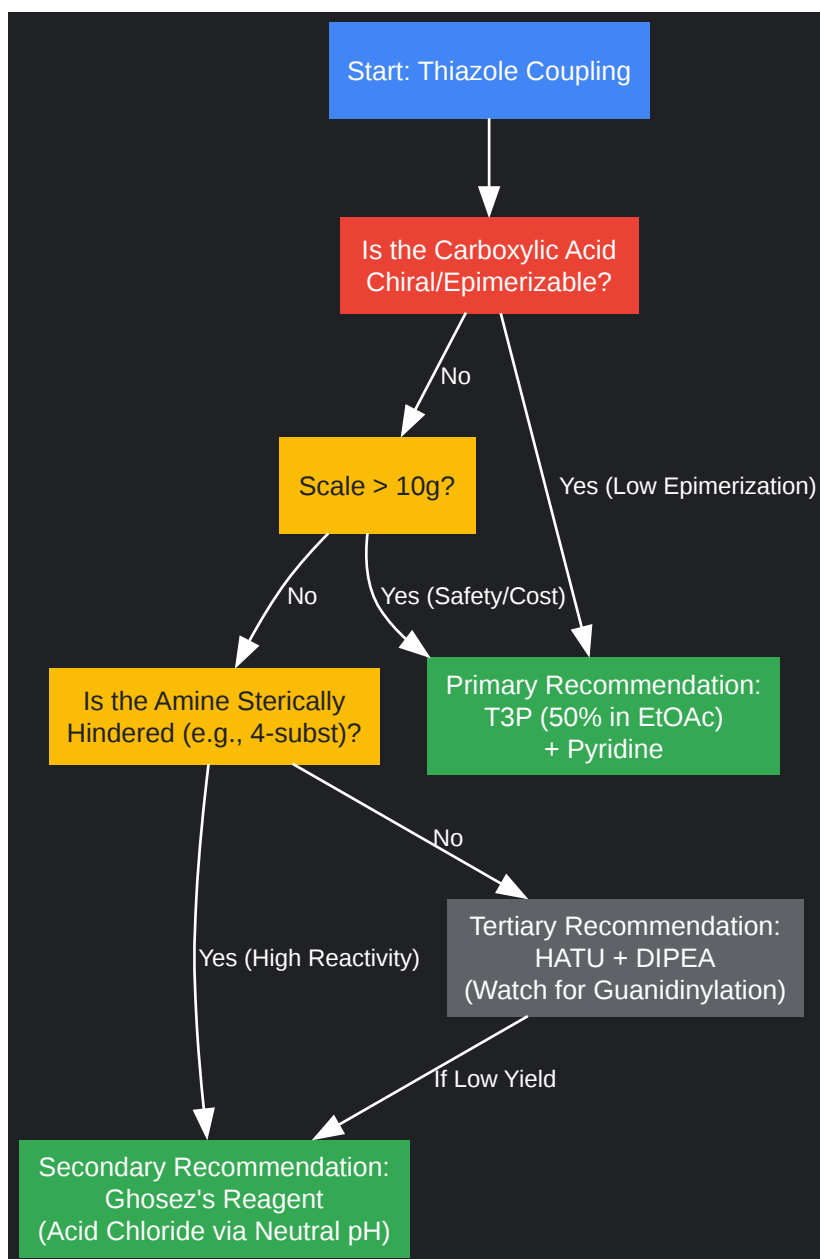 Start: Thiazole Coupling
Is the Carboxylic Acid
Chiral/Epimerizable?
No
Scale > 10g?
Yes (Low Epimerization)
No
Yes (Safety/Cost)
Is the Amine Sterically
Hindered (e.g., 4-subst)?
Primary Recommendation:
T3P (50% in EtOAc)
+ Pyridine
No
Yes (High Reactivity)
Tertiary Recommendation:
HATU + DIPEA
(Watch for Guanidinylation)
If Low Yield
Secondary Recommendation:
Ghosez's Reagent
(Acid Chloride via Neutral pH)